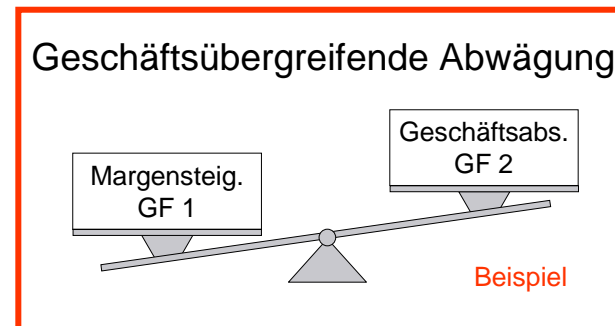 Geschäftsübergreifende Abwägung
Geschäftsabs.
GF 2
Margensteig.
GF 1
Beispiel